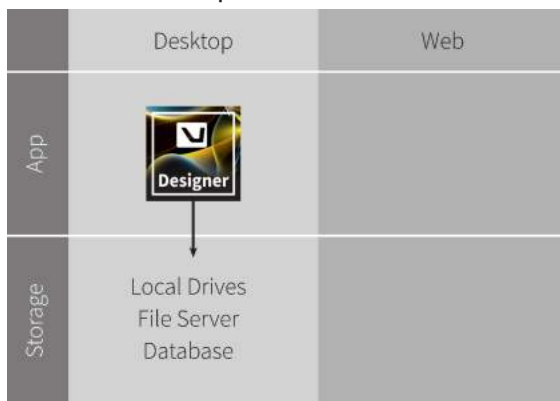 Desktop
Web
App
Designer
Storage
Local Drives
File Server
Database